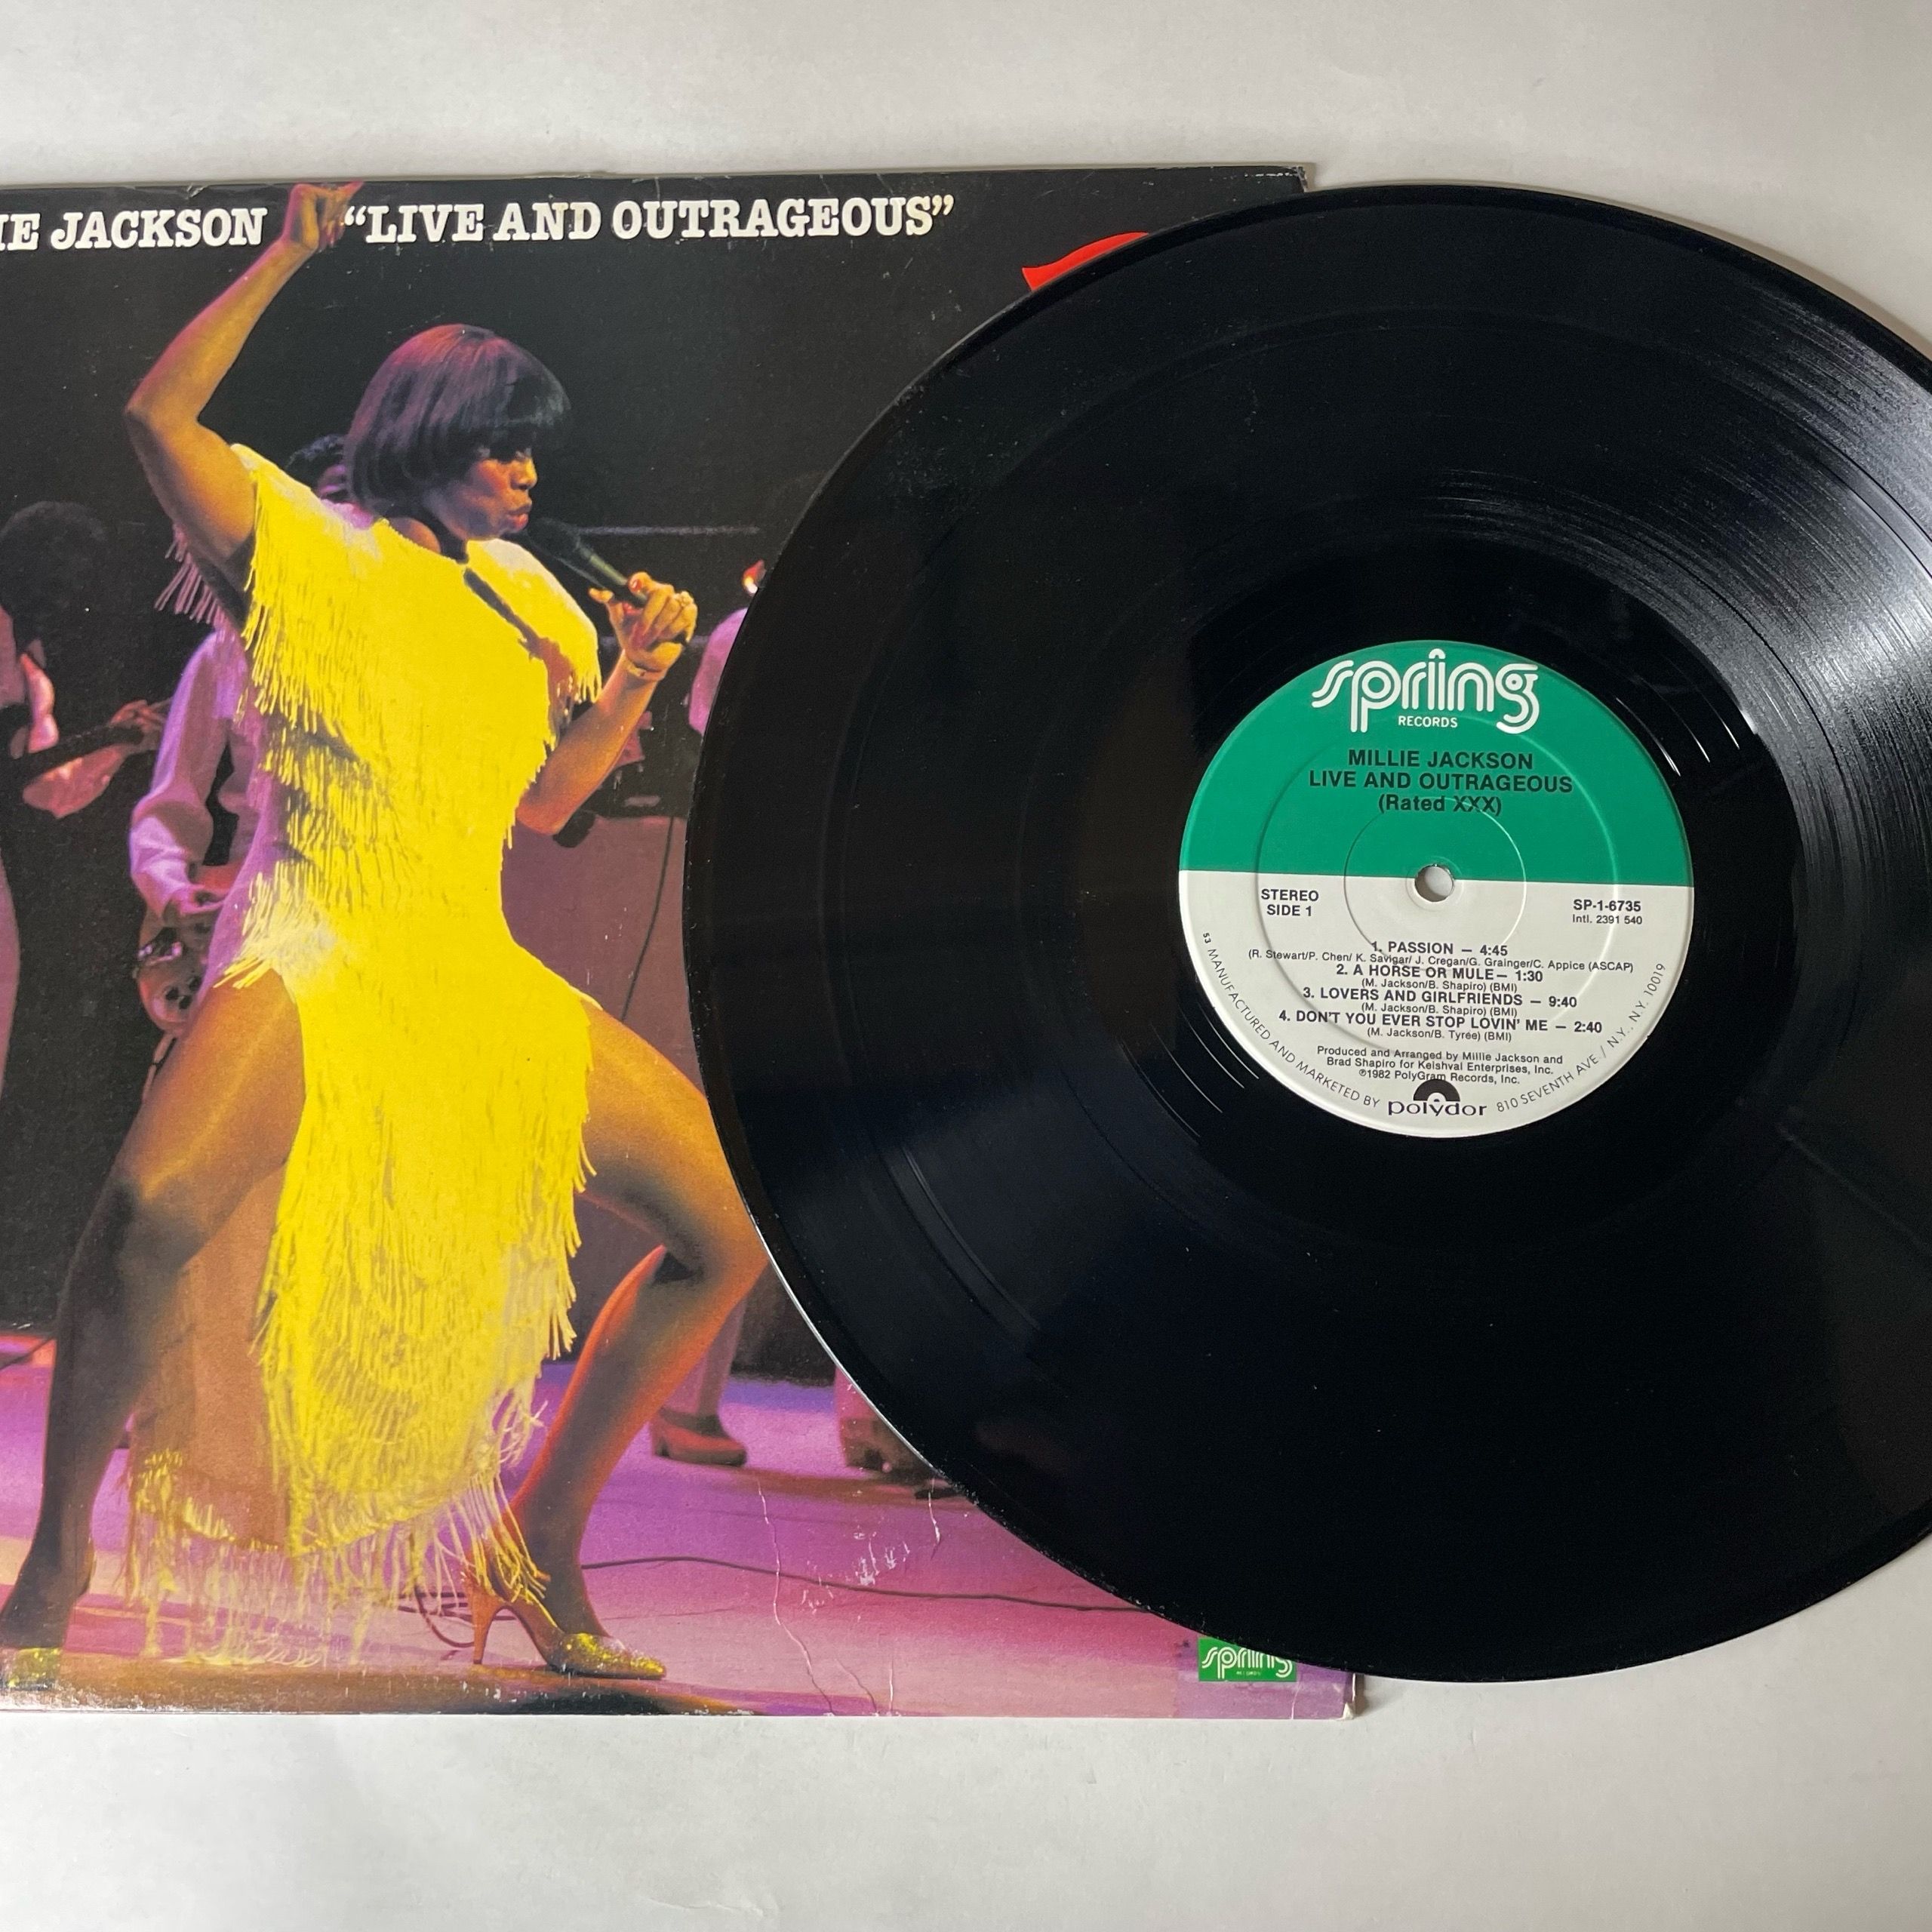 JACKSON “LIVE AND OUTRAGEOUS”
spring
RECORDS
MILLIE JACKSON
LIVE AND OUTRAGEOUS
(Rated XXX)
STEREO
SIDE 1
SP-1-6735
Intl. 2391 540
1. PASSION — 4:45
(R. Stewart/P. Chen/ K. Savigar/ J. Cregan/G. Grainger/C. Appice (ASCAP)
2. A HORSE OR MULE — 1:30
(M. Jackson/B. Shapiro) (BMI)
3. LOVERS AND GIRLFRIENDS — 9:40
(M. Jackson/B. Shapiro) (BMI)
4. DON'T YOU EVER STOP LOVIN' ME — 2:40
(M. Jackson/B. Tyree) (BMI)
Produced and Arranged by Millie Jackson and
Brad Shapiro for Keishval Enterprises, Inc.
℗1982 PolyGram Records, Inc.
53 MANUFACTURED AND MARKETED BY polydor 810 SEVENTH AVE / N.Y., N.Y. 10019
spring